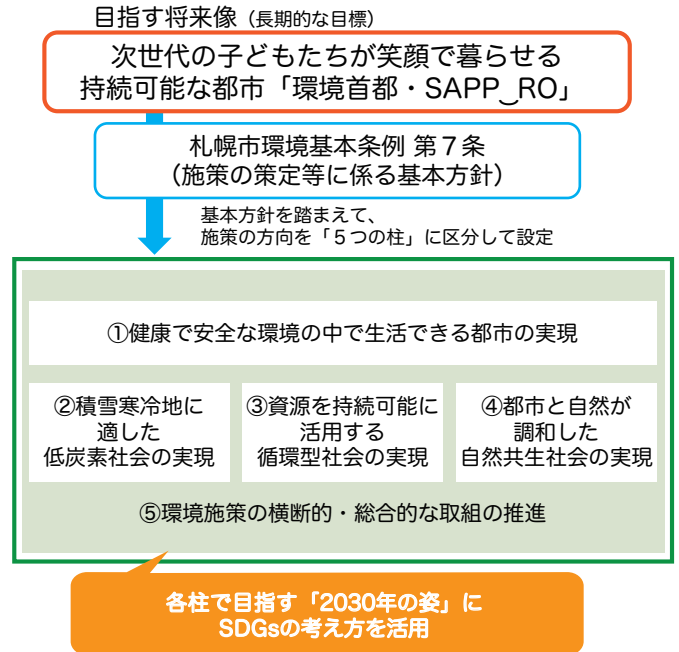 目指す将来像（長期的な目標）
次世代の子どもたちが笑顔で暮らせる
持続可能な都市「環境首都・SAPP‿RO」
札幌市環境基本条例 第７条
（施策の策定等に係る基本方針）
基本方針を踏まえて、
施策の方向を「５つの柱」に区分して設定
①健康で安全な環境の中で生活できる都市の実現
②積雪寒冷地に
適した
低炭素社会の実現
③資源を持続可能に
活用する
循環型社会の実現
④都市と自然が
調和した
自然共生社会の実現
⑤環境施策の横断的・総合的な取組の推進
各柱で目指す「2030年の姿」に
SDGsの考え方を活用